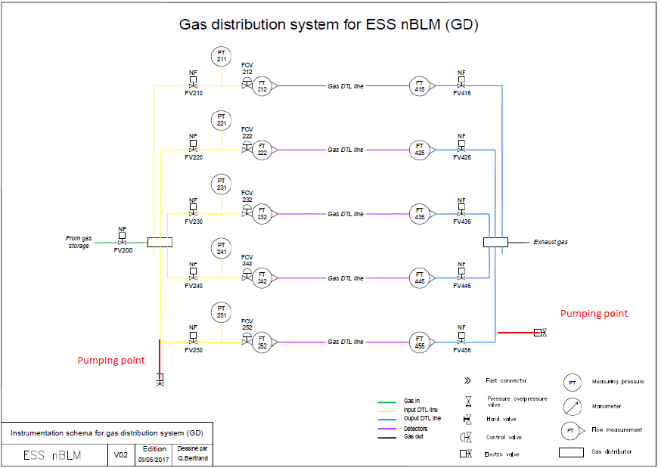 Gas distribution system for ESS nBLM (GD)
PT
211
NF
FV210
FCV
212
FT
212
Gas DTL line
FT
415
NF
FV416
PT
221
NF
FV220
FCV
222
FT
222
Gas DTL line
FT
425
NF
FV426
PT
231
NF
FV230
FCV
232
FT
232
Gas DTL line
FT
435
NF
FV436
From gas
storage
NF
FV200
Exhaust gas
PT
241
NF
FV240
FCV
242
FT
342
Gas DTL line
FT
445
NF
FV446
PT
251
NF
FV250
FCV
252
FT
252
Gas DTL line
FT
455
NF
FV456
Pumping point
Pumping point
Gas in
Input DTL line
Ouput DTL line
Detectors
Gas out
Fast connector
Pressure overpressure
valve
Hand valve
Control valve
Electro valve
PT
Measuring pressure
Manometer
FT
Flow measurement
Gas distributor
Instrumentation schema for gas distribution system (GD)
ESS nBLM
V02
Edition
09/05/2017
Dessiné par
Q.Bertrand